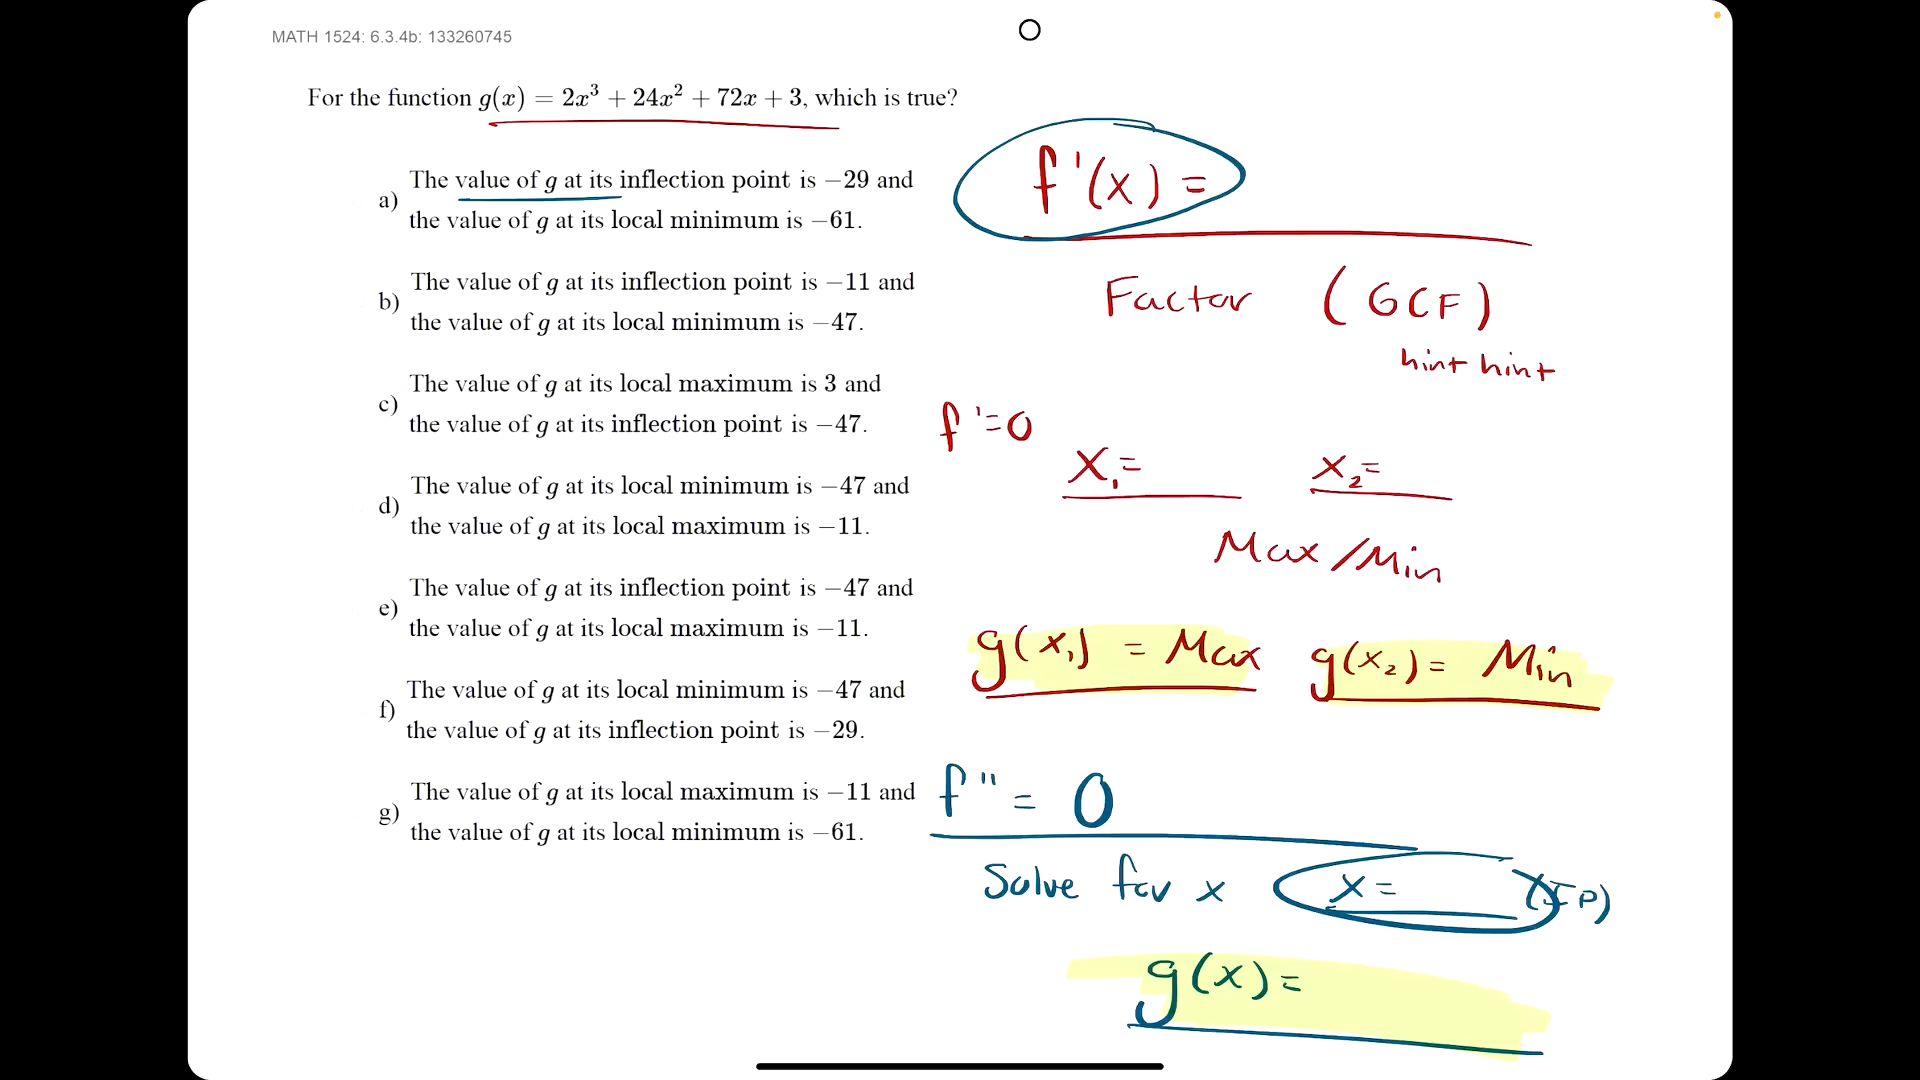 MATH 1524: 6.3.4b: 133260745
For the function g(x) = 2x³ + 24x² + 72x + 3, which is true?
a) The value of g at its inflection point is −29 and
the value of g at its local minimum is −61.
b) The value of g at its inflection point is −11 and
the value of g at its local minimum is −47.
c) The value of g at its local maximum is 3 and
the value of g at its inflection point is −47.
d) The value of g at its local minimum is −47 and
the value of g at its local maximum is −11.
e) The value of g at its inflection point is −47 and
the value of g at its local maximum is −11.
f) The value of g at its local minimum is −47 and
the value of g at its inflection point is −29.
g) The value of g at its local maximum is −11 and
the value of g at its local minimum is −61.
f'(x) =
Factor (GCF)
hint hint
f'=0
x₁= x₂=
Max/Min
g(x₁) = Max g(x₂) = Min
f" = 0
Solve for x x = (IP)
g(x) =